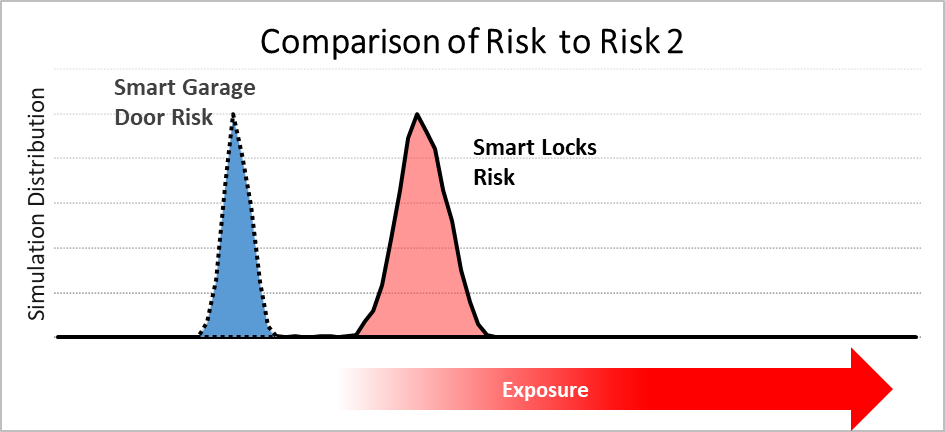 Comparison of Risk to Risk 2
Smart Garage
Door Risk
Smart Locks
Risk
Simulation Distribution
Exposure